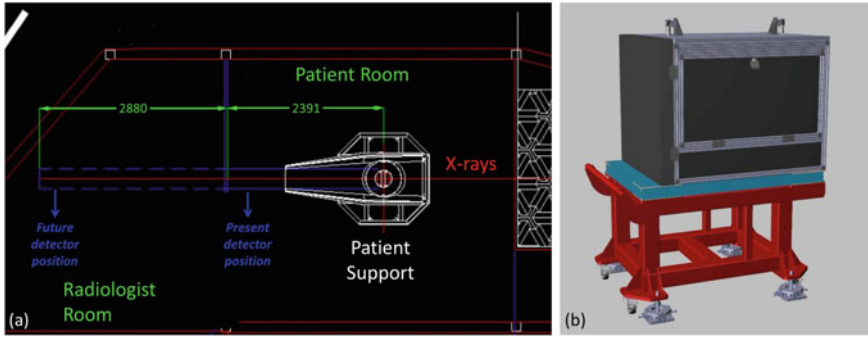 Patient Room
2880
2391
X-rays
Future
detector
position
Present
detector
position
Patient
Support
Radiologist
Room
(a)
(b)